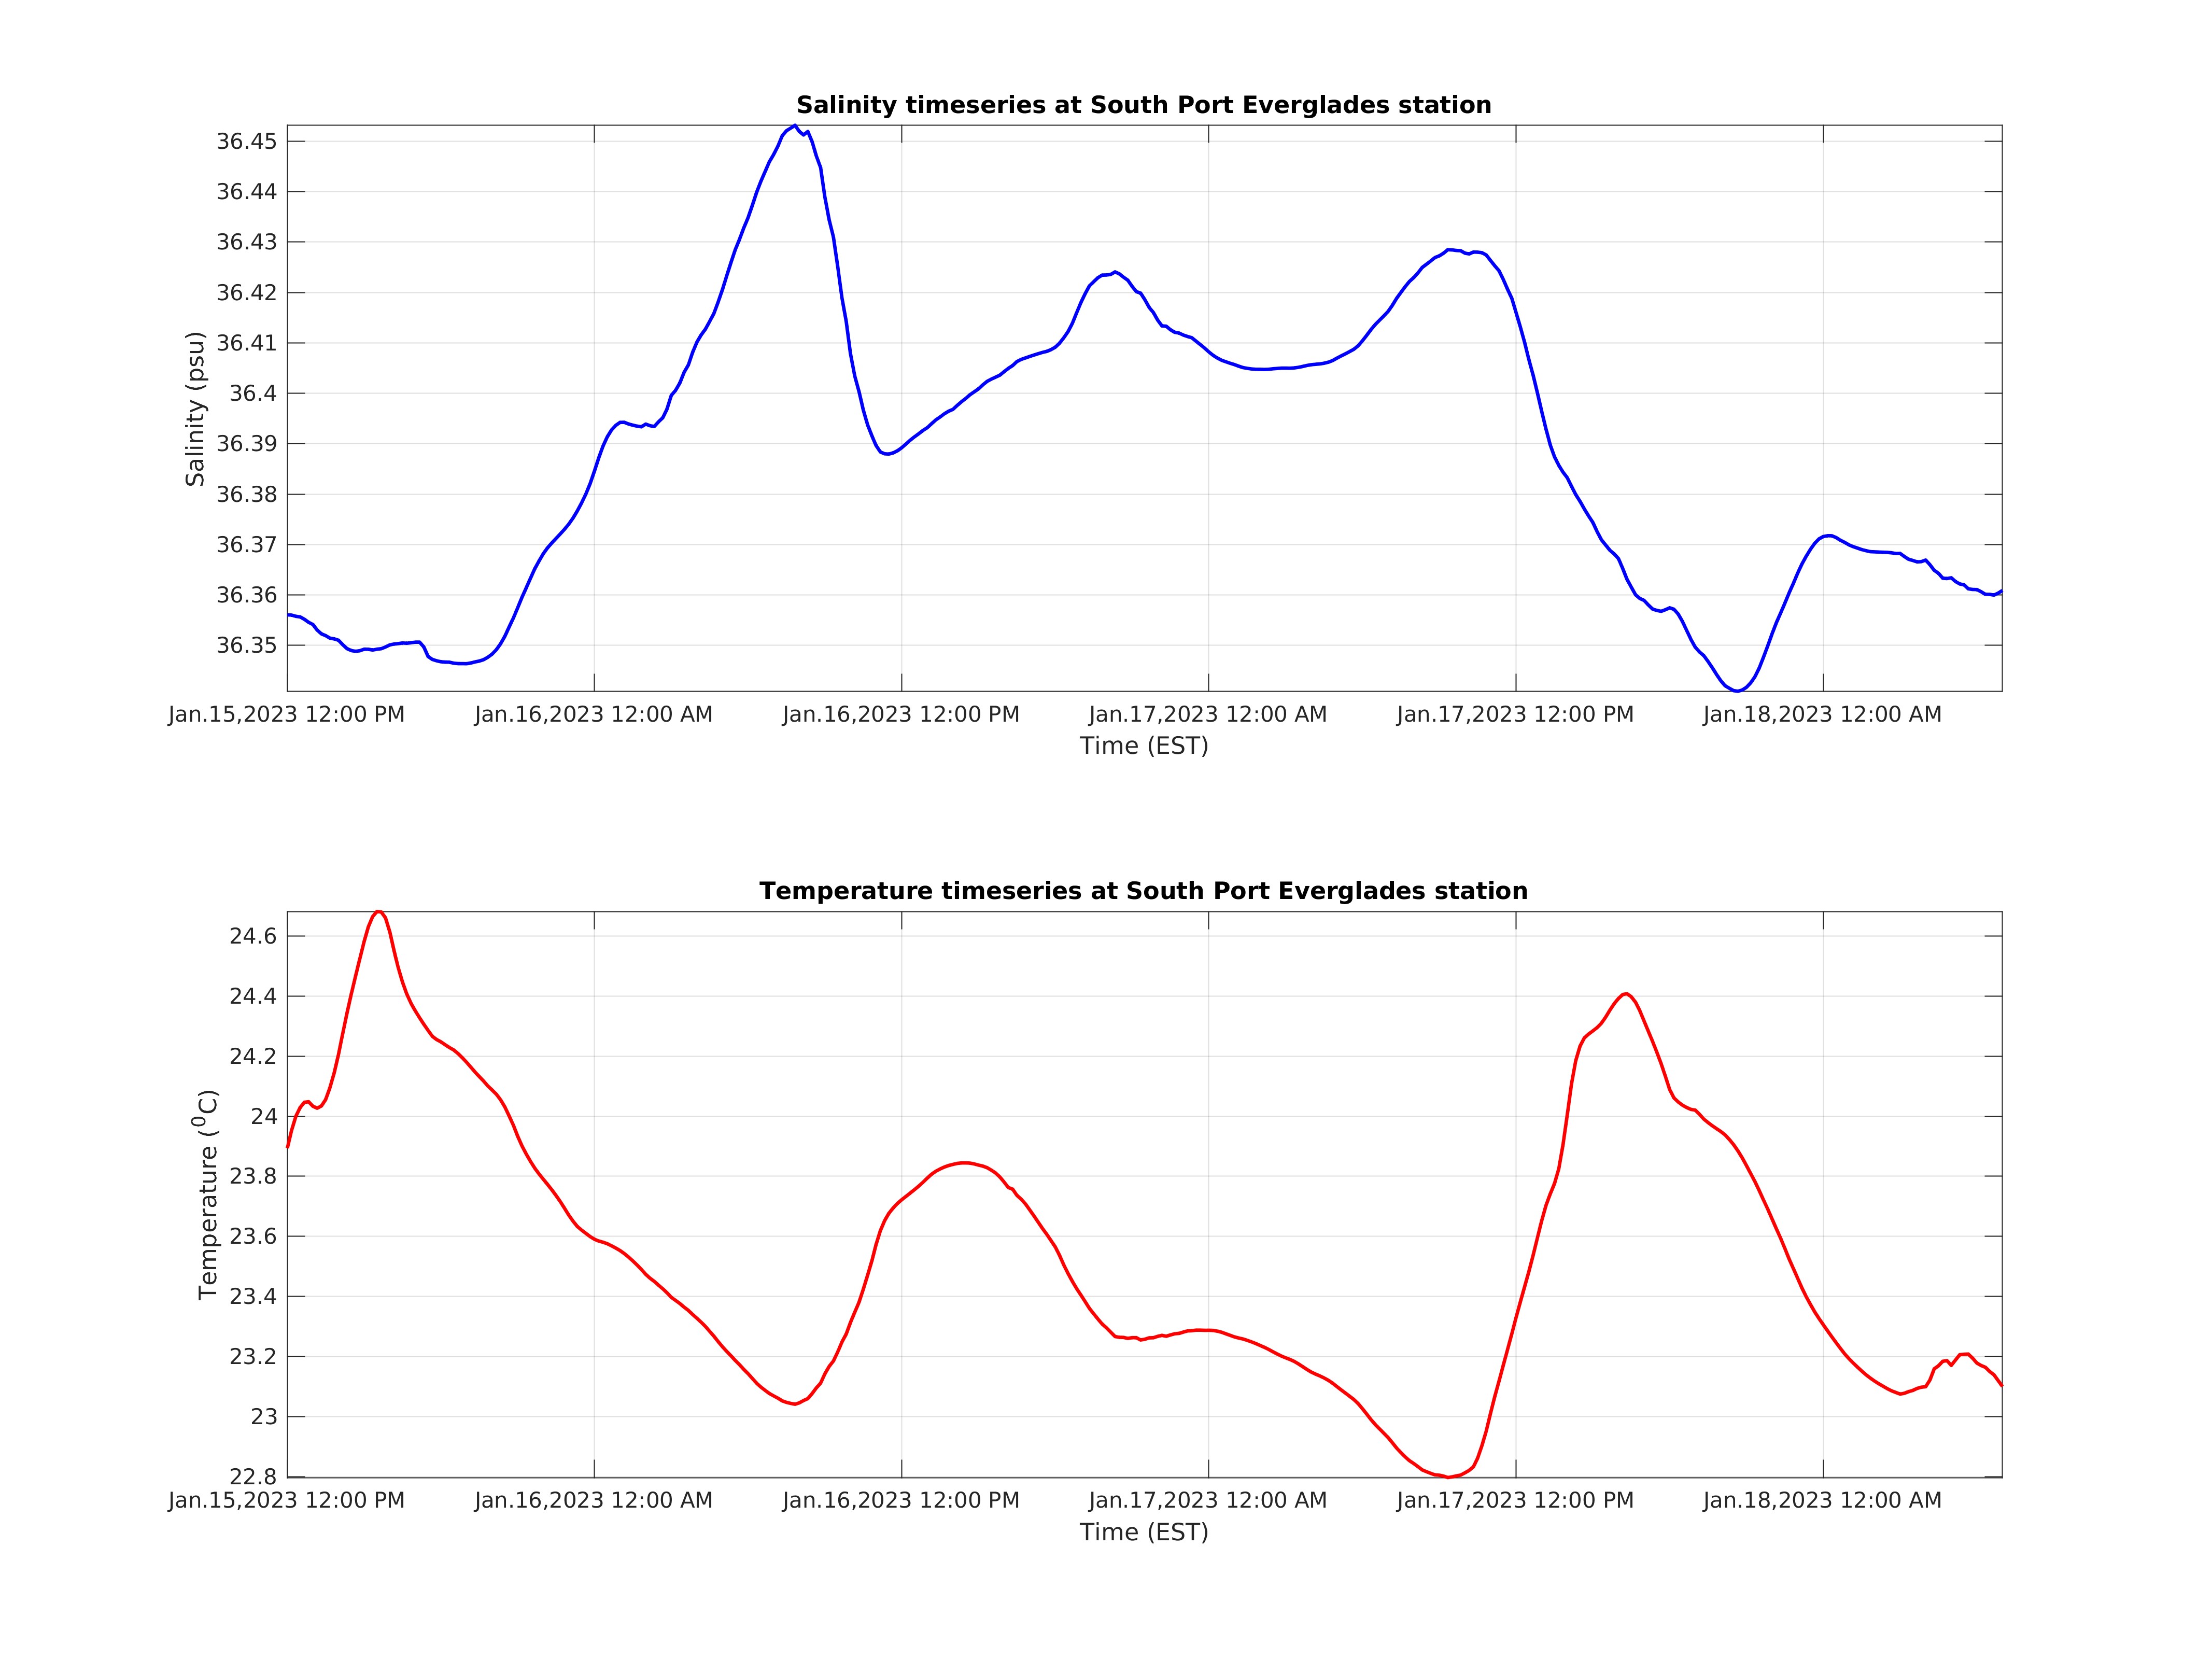 Salinity timeseries at South Port Everglades station
36.45
36.44
36.43
36.42
36.41
36.4
36.39
36.38
36.37
36.36
36.35
Salinity (psu)
Jan.15,2023 12:00 PM Jan.16,2023 12:00 AM Jan.16,2023 12:00 PM Jan.17,2023 12:00 AM Jan.17,2023 12:00 PM Jan.18,2023 12:00 AM
Time (EST)
Temperature timeseries at South Port Everglades station
24.6
24.4
24.2
24
23.8
23.6
23.4
23.2
23
22.8
Temperature (⁰C)
Jan.15,2023 12:00 PM Jan.16,2023 12:00 AM Jan.16,2023 12:00 PM Jan.17,2023 12:00 AM Jan.17,2023 12:00 PM Jan.18,2023 12:00 AM
Time (EST)